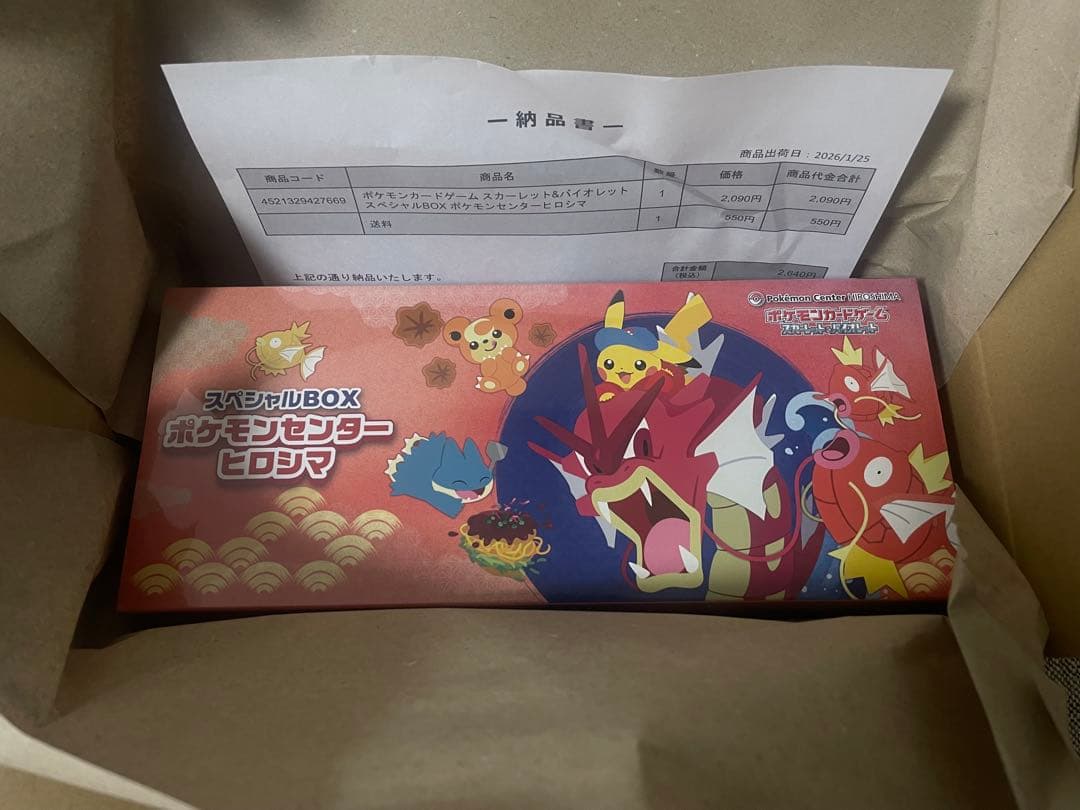 ― 納品書 ―
商品出荷日：2026/1/25
商品コード 商品名 数量 価格 商品代金合計
4521329427669 ポケモンカードゲーム スカーレット&バイオレット 1 2,090円 2,090円
スペシャルBOX ポケモンセンターヒロシマ
送料 1 550円 550円
上記の通り納品いたします。
合計金額 2,640円
(税込)
Pokémon Center HIROSHIMA
ポケモンカードゲーム
スカーレット&バイオレット
スペシャルBOX
ポケモンセンター
ヒロシマ